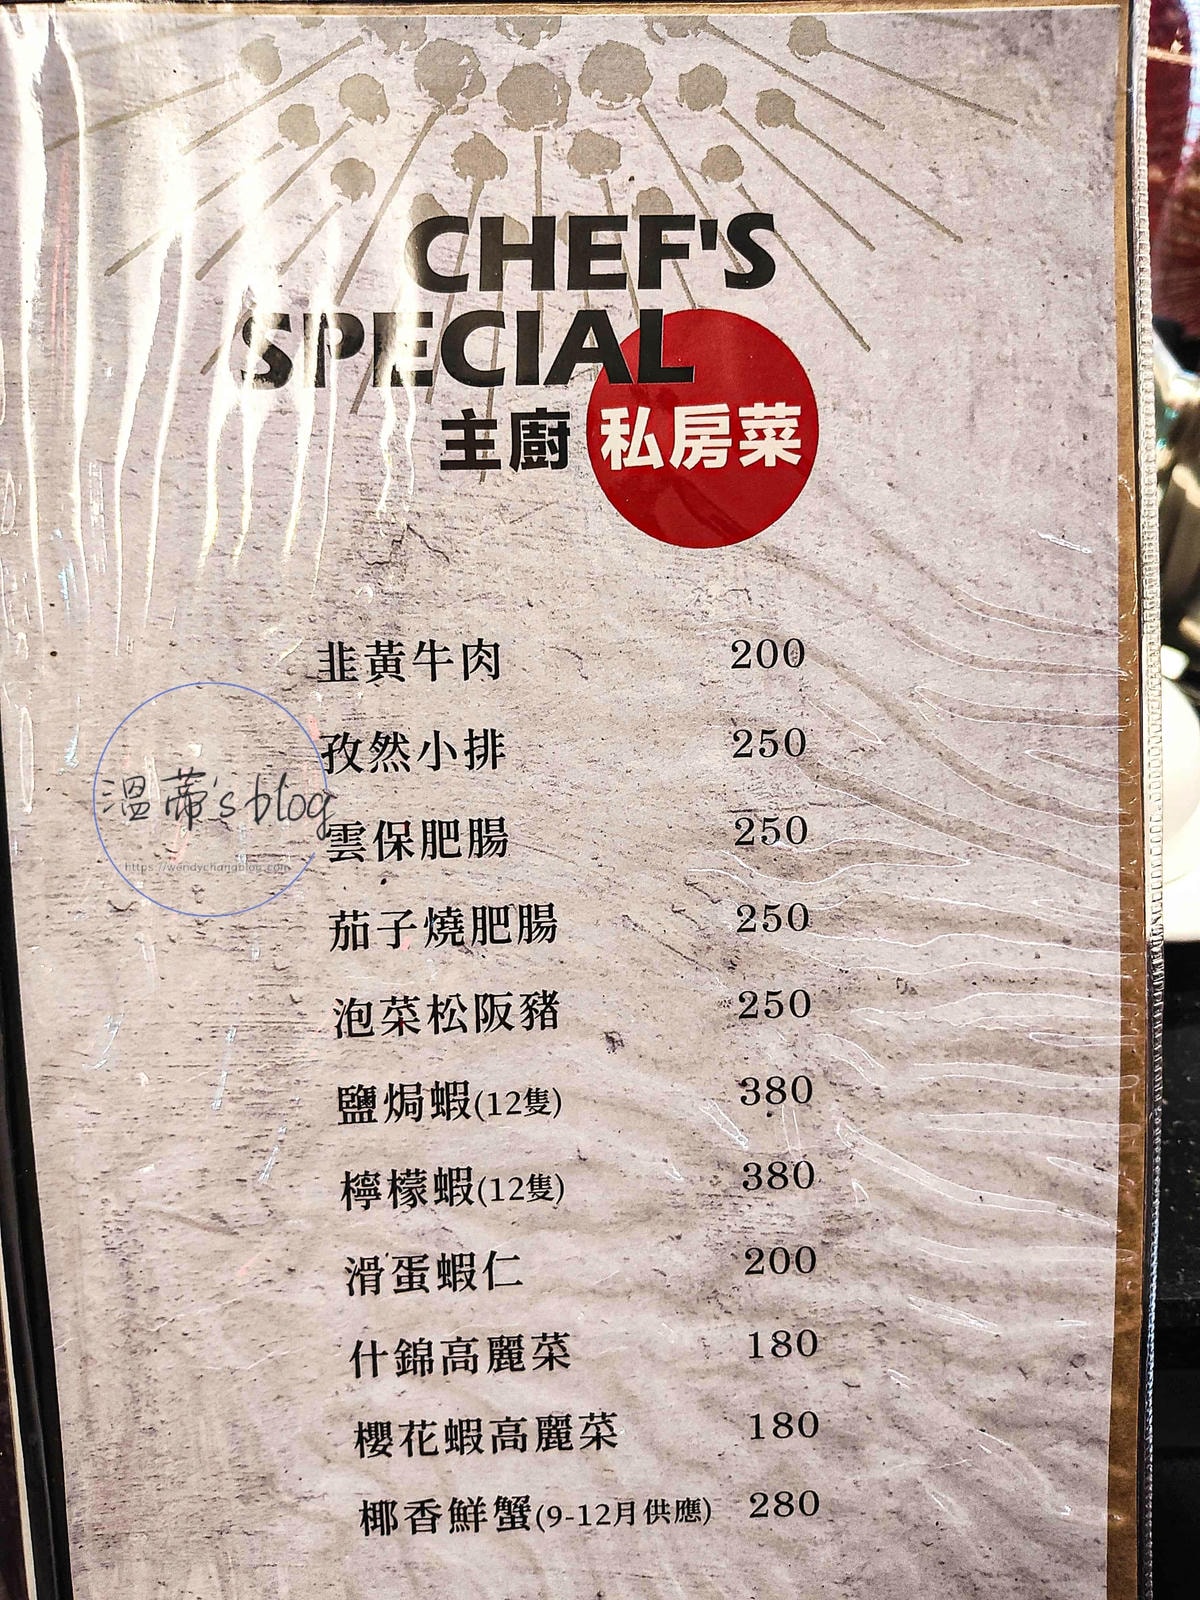 CHEF'S
SPECIAL
主廚 私房菜
韭黃牛肉 200
孜然小排 250
雲保肥腸 250
茄子燒肥腸 250
泡菜松阪豬 250
鹽焗蝦(12隻) 380
檸檬蝦(12隻) 380
滑蛋蝦仁 200
什錦高麗菜 180
櫻花蝦高麗菜 180
椰香鮮蟹(9-12月供應) 280
溫蒂's blog
https://wendychangblog.com